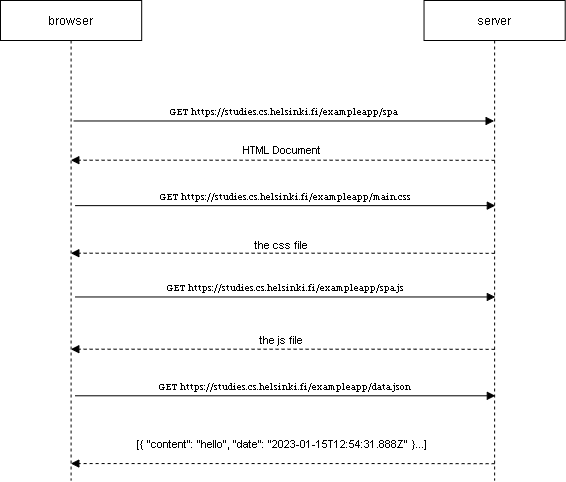 browser
server
GET https://studies.cs.helsinki.fi/exampleapp/spa
HTML Document
GET https://studies.cs.helsinki.fi/exampleapp/main.css
the css file
GET https://studies.cs.helsinki.fi/exampleapp/spa.js
the js file
GET https://studies.cs.helsinki.fi/exampleapp/data.json
[{ "content": "hello", "date": "2023-01-15T12:54:31.888Z" }...]